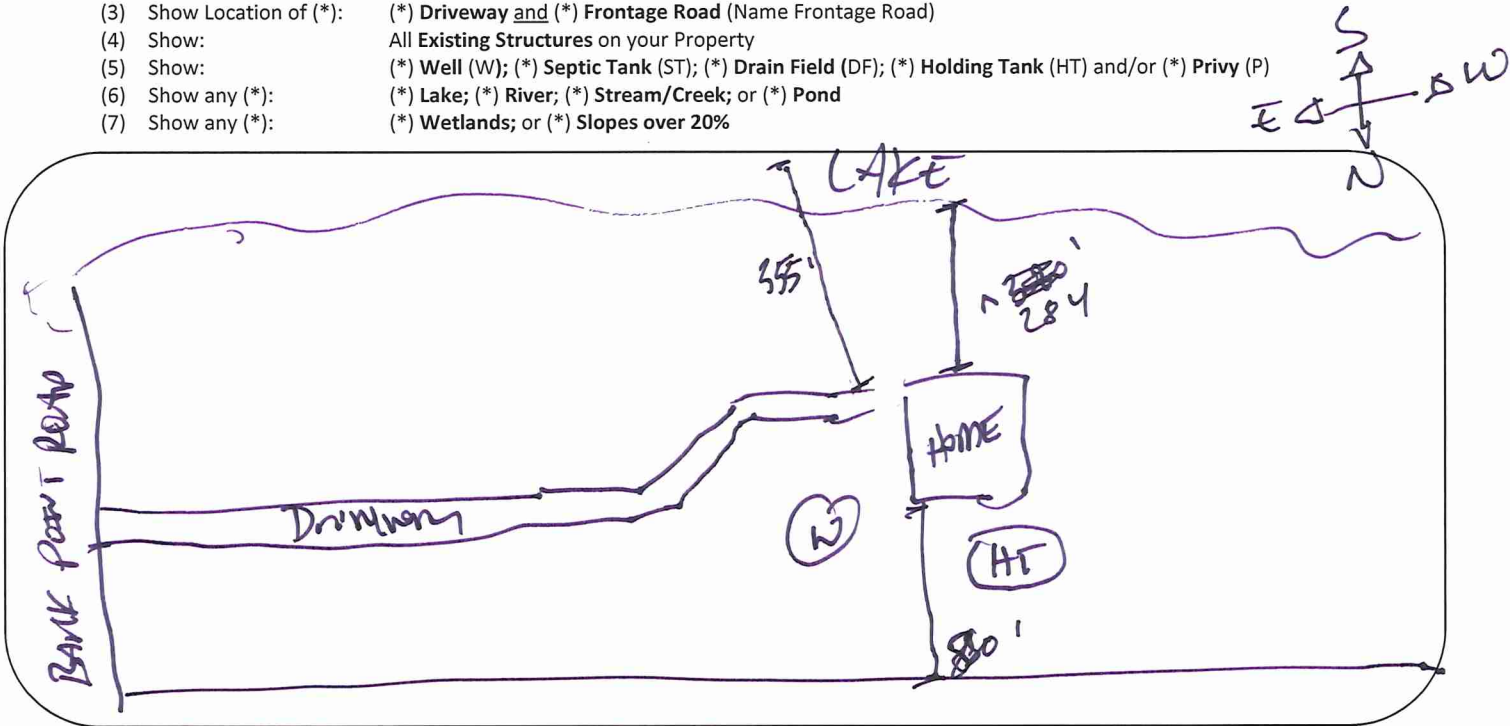 (3) Show Location of (*): (*) Driveway and (*) Frontage Road (Name Frontage Road)
(4) Show: All Existing Structures on your Property
(5) Show: (*) Well (W); (*) Septic Tank (ST); (*) Drain Field (DF); (*) Holding Tank (HT) and/or (*) Privy (P)
(6) Show any (*): (*) Lake; (*) River; (*) Stream/Creek; or (*) Pond
(7) Show any (*): (*) Wetlands; or (*) Slopes over 20%
S
E W
N
LAKE
355'
284
HOME
BARK POINT ROAD
Driveway
W
HT